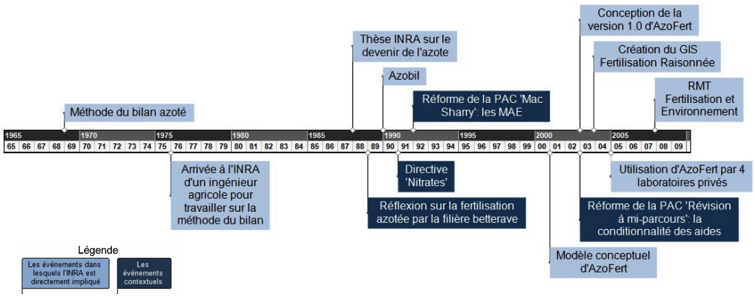 Conception de la
version 1.0 d'AzoFert
Thèse INRA sur le
devenir de l'azote
Création du GIS
Fertilisation Raisonnée
Azobil
RMT
Fertilisation et
Environnement
Réforme de la PAC 'Mac
Sharry': les MAE
Méthode du bilan azoté
1965 1970 1975 1980 1985 1990 1995 2000 2005
65 66 67 68 69 70 71 72 73 74 75 76 77 78 79 80 81 82 83 84 85 86 87 88 89 90 91 92 93 94 95 96 97 98 99 00 01 02 03 04 05 06 07 08 09
Arrivée à l'INRA
d'un ingénieur
agricole pour
travailler sur la
méthode du bilan
Directive
'Nitrates'
Utilisation d'AzoFert par 4
laboratoires privés
Réflexion sur la fertilisation
azotée par la filière betterave
Réforme de la PAC 'Révision
à mi-parcours': la
conditionnalité des aides
Modèle conceptuel
d'AzoFert
Légende
Les événements dans
lesquels l'INRA est
directement impliqué
Les
événements
contextuels